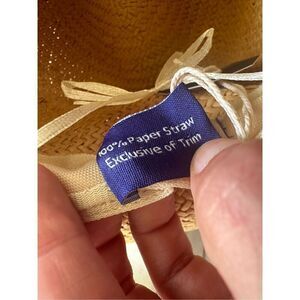 100% Paper Straw
Exclusive of Trim